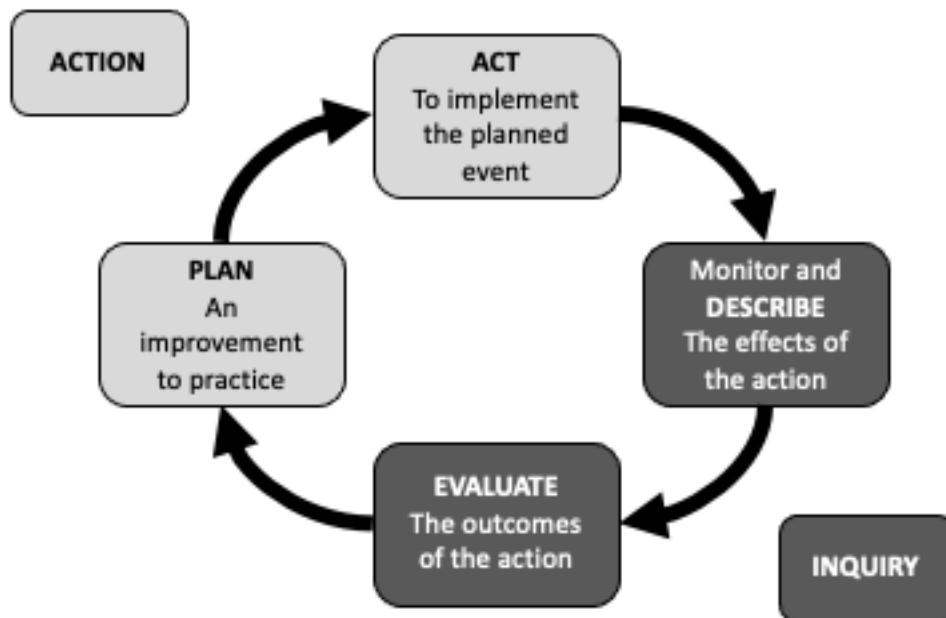 ACTION
ACT
To implement
the planned
event
PLAN
An
improvement
to practice
Monitor and
DESCRIBE
The effects of
the action
EVALUATE
The outcomes
of the action
INQUIRY